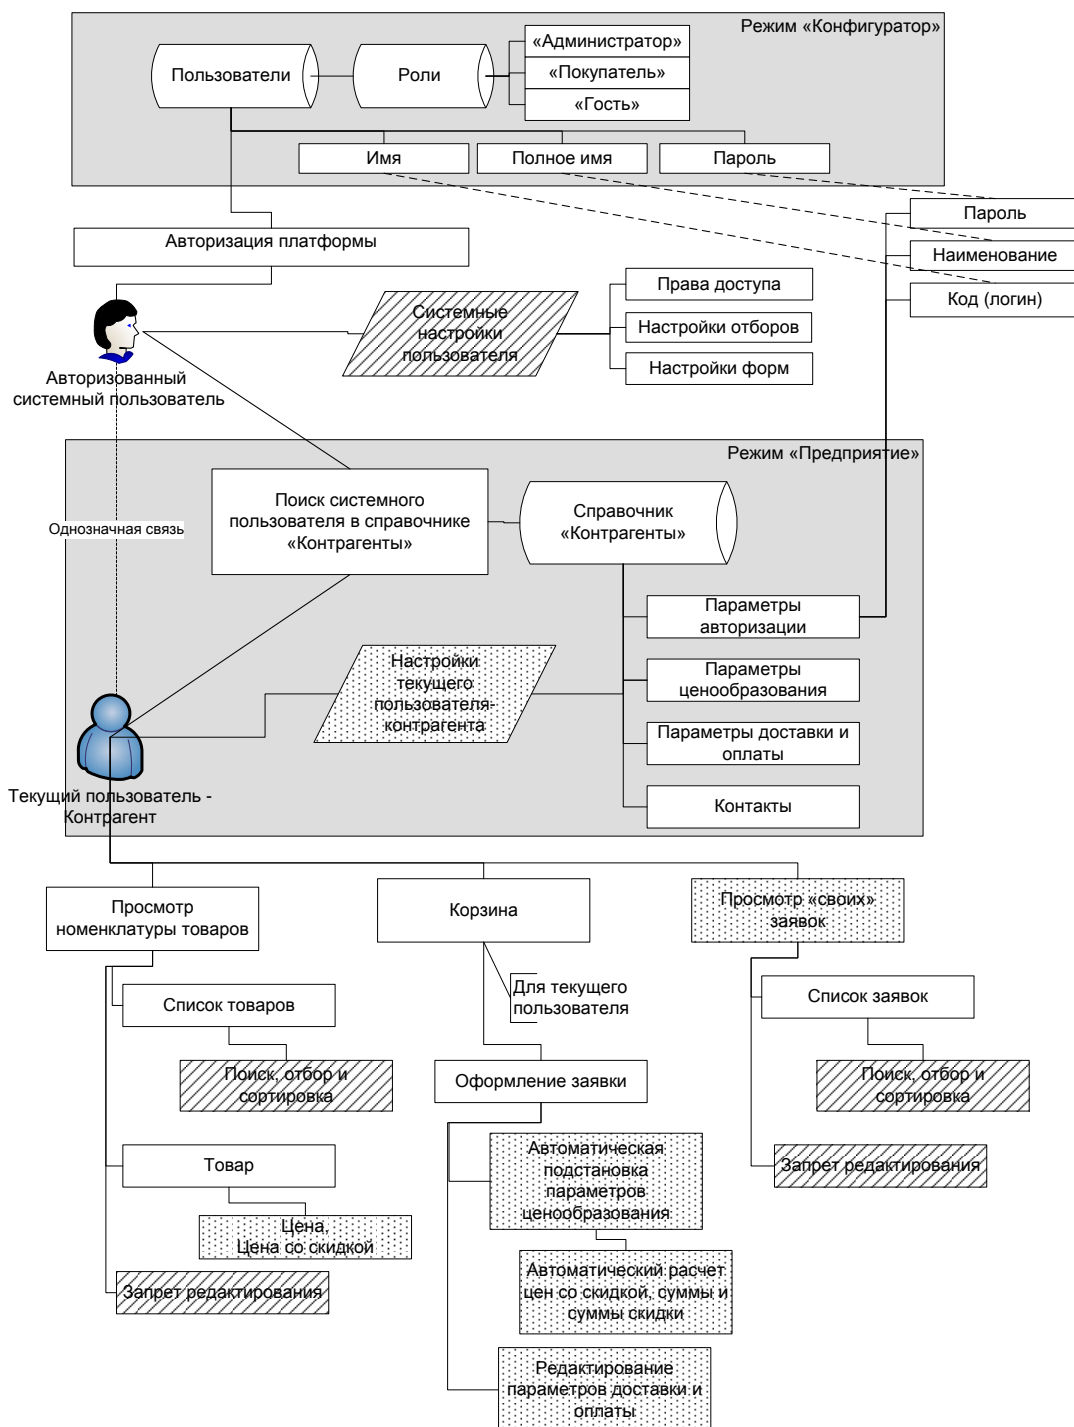 Режим «Конфигуратор»
Пользователи
Роли
«Администратор»
«Покупатель»
«Гость»
Имя
Полное имя
Пароль
Пароль
Наименование
Код (логин)
Авторизация платформы
Системные
настройки
пользователя
Права доступа
Настройки отборов
Настройки форм
Авторизованный
системный пользователь
Режим «Предприятие»
Поиск системного
пользователя в справочнике
«Контрагенты»
Справочник
«Контрагенты»
Однозначная связь
Параметры
авторизации
Настройки
текущего
пользователя-
контрагента
Параметры
ценообразования
Параметры доставки и
оплаты
Контакты
Текущий пользователь -
Контрагент
Просмотр
номенклатуры товаров
Корзина
Просмотр «своих»
заявок
Для текущего
пользователя
Список товаров
Список заявок
Поиск, отбор и
сортировка
Оформление заявки
Поиск, отбор и
сортировка
Товар
Автоматическая
подстановка
параметров
ценообразования
Запрет редактирования
Цена,
Цена со скидкой
Автоматический расчет
цен со скидкой, суммы и
суммы скидки
Запрет редактирования
Редактирование
параметров доставки и
оплаты